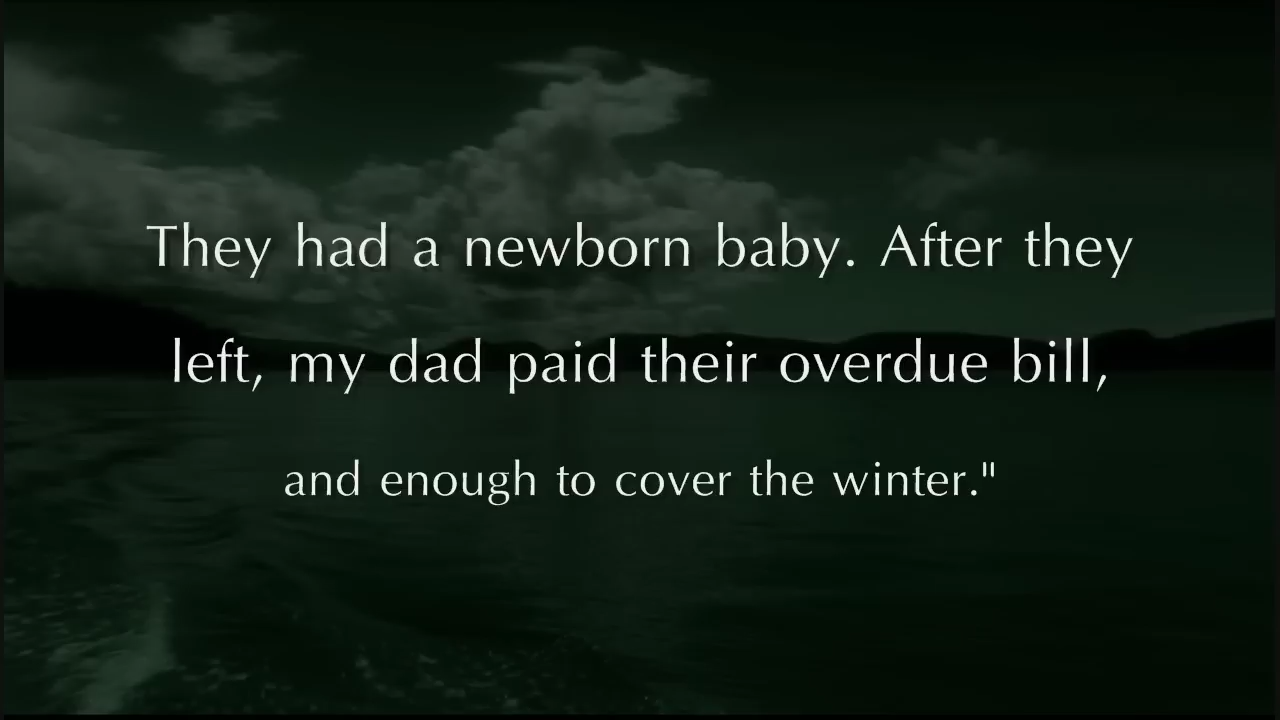 They had a newborn baby. After they
left, my dad paid their overdue bill,
and enough to cover the winter."